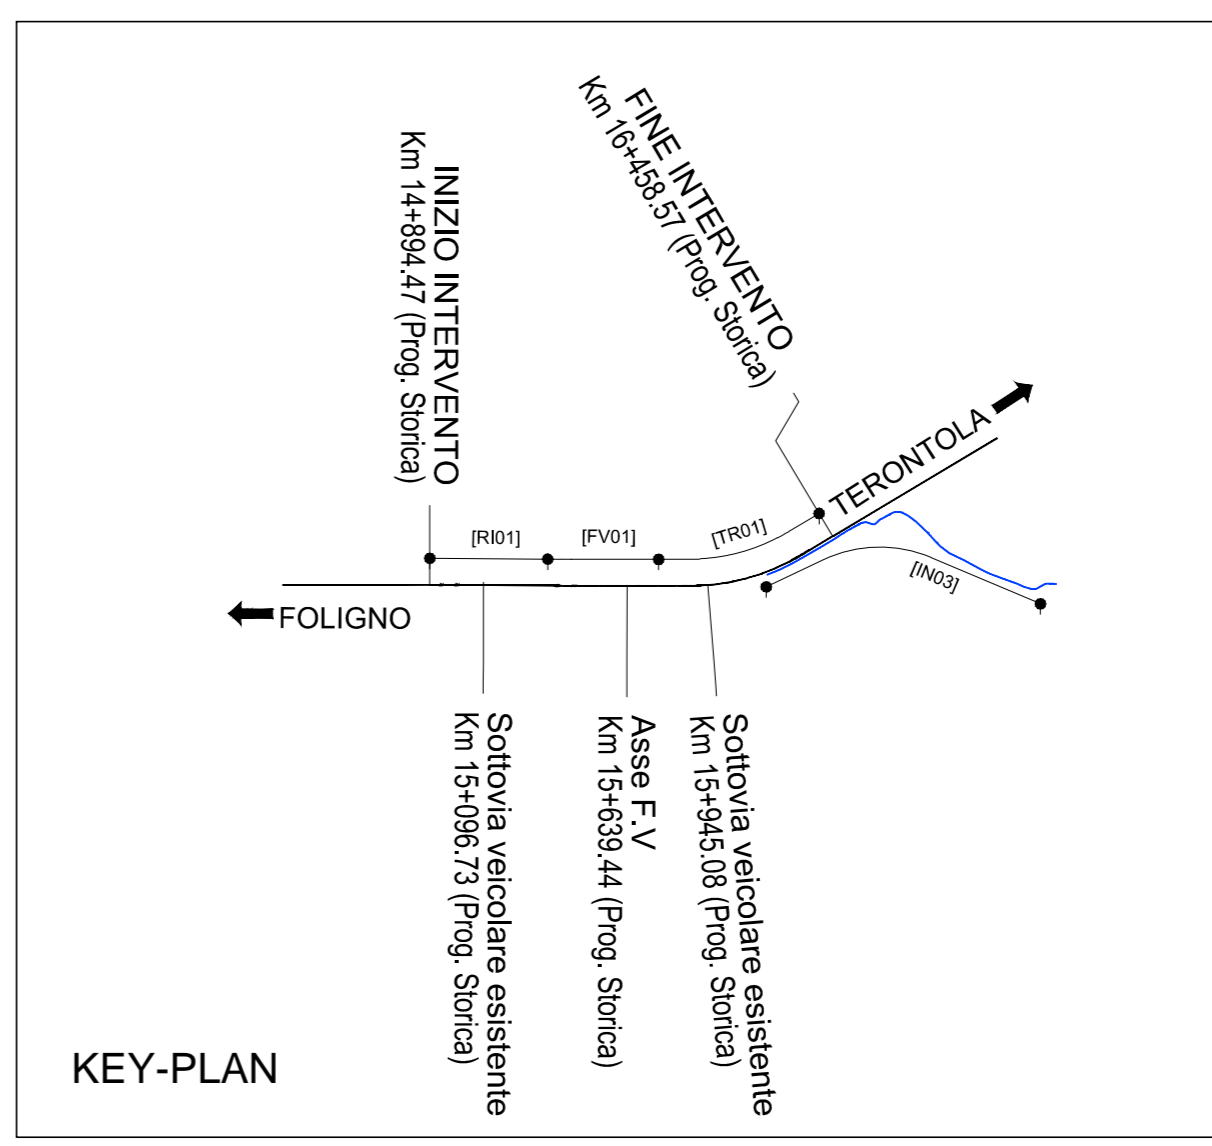 INIZIO INTERVENTO
Km 14+894.47 (Prog. Storica)
FINE INTERVENTO
Km 16+458.57 (Prog. Storica)
TERONTOLA
[RI01]
[FV01]
[TR01]
[IN03]
FOLIGNO
Sottovia veicolare esistente
Km 15+096.73 (Prog. Storica)
Asse F.V
Km 15+639.44 (Prog. Storica)
Sottovia veicolare esistente
Km 15+945.08 (Prog. Storica)
KEY-PLAN